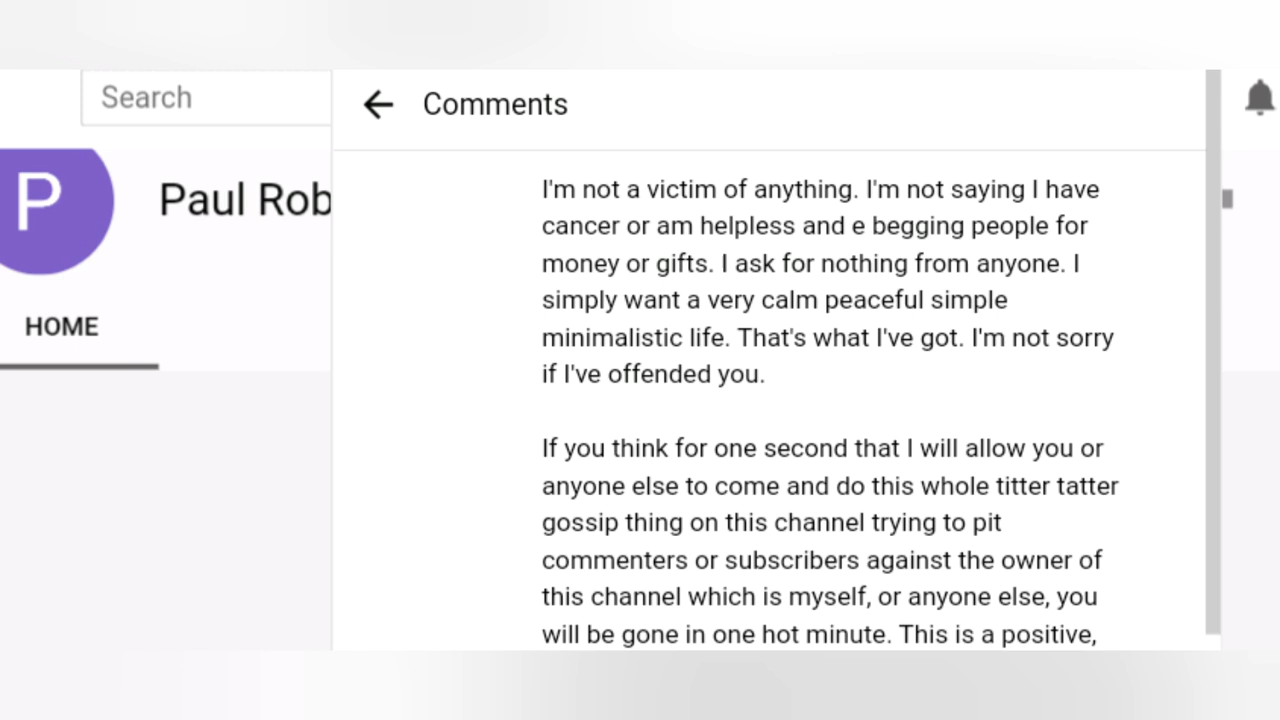 Search
Comments
P
Paul Rob
HOME
I'm not a victim of anything. I'm not saying I have
cancer or am helpless and e begging people for
money or gifts. I ask for nothing from anyone. I
simply want a very calm peaceful simple
minimalistic life. That's what I've got. I'm not sorry
if I've offended you.
If you think for one second that I will allow you or
anyone else to come and do this whole titter tatter
gossip thing on this channel trying to pit
commenters or subscribers against the owner of
this channel which is myself, or anyone else, you
will be gone in one hot minute. This is a positive,